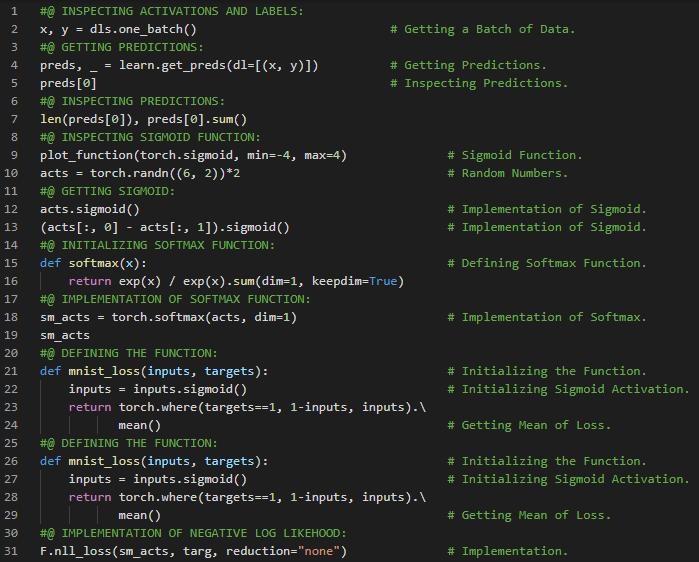 1 #@ INSPECTING ACTIVATIONS AND LABELS:
2 x, y = dls.one_batch() # Getting a Batch of Data.
3 #@ GETTING PREDICTIONS:
4 preds, _ = learn.get_preds(dl=[(x, y)]) # Getting Predictions.
5 preds[0] # Inspecting Predictions.
6 #@ INSPECTING PREDICTIONS:
7 len(preds[0]), preds[0].sum()
8 #@ INSPECTING SIGMOID FUNCTION:
9 plot_function(torch.sigmoid, min=-4, max=4) # Sigmoid Function.
10 acts = torch.randn((6, 2))*2 # Random Numbers.
11 #@ GETTING SIGMOID:
12 acts.sigmoid() # Implementation of Sigmoid.
13 (acts[:, 0] - acts[:, 1]).sigmoid() # Implementation of Sigmoid.
14 #@ INITIALIZING SOFTMAX FUNCTION:
15 def softmax(x): # Defining Softmax Function.
16     return exp(x) / exp(x).sum(dim=1, keepdim=True)
17 #@ IMPLEMENTATION OF SOFTMAX FUNCTION:
18 sm_acts = torch.softmax(acts, dim=1) # Implementation of Softmax.
19 sm_acts
20 #@ DEFINING THE FUNCTION:
21 def mnist_loss(inputs, targets): # Initializing the Function.
22     inputs = inputs.sigmoid() # Initializing Sigmoid Activation.
23     return torch.where(targets==1, 1-inputs, inputs).\
24            mean() # Getting Mean of Loss.
25 #@ DEFINING THE FUNCTION:
26 def mnist_loss(inputs, targets): # Initializing the Function.
27     inputs = inputs.sigmoid() # Initializing Sigmoid Activation.
28     return torch.where(targets==1, 1-inputs, inputs).\
29            mean() # Getting Mean of Loss.
30 #@ IMPLEMENTATION OF NEGATIVE LOG LIKEHOOD:
31 F.nll_loss(sm_acts, targ, reduction="none") # Implementation.